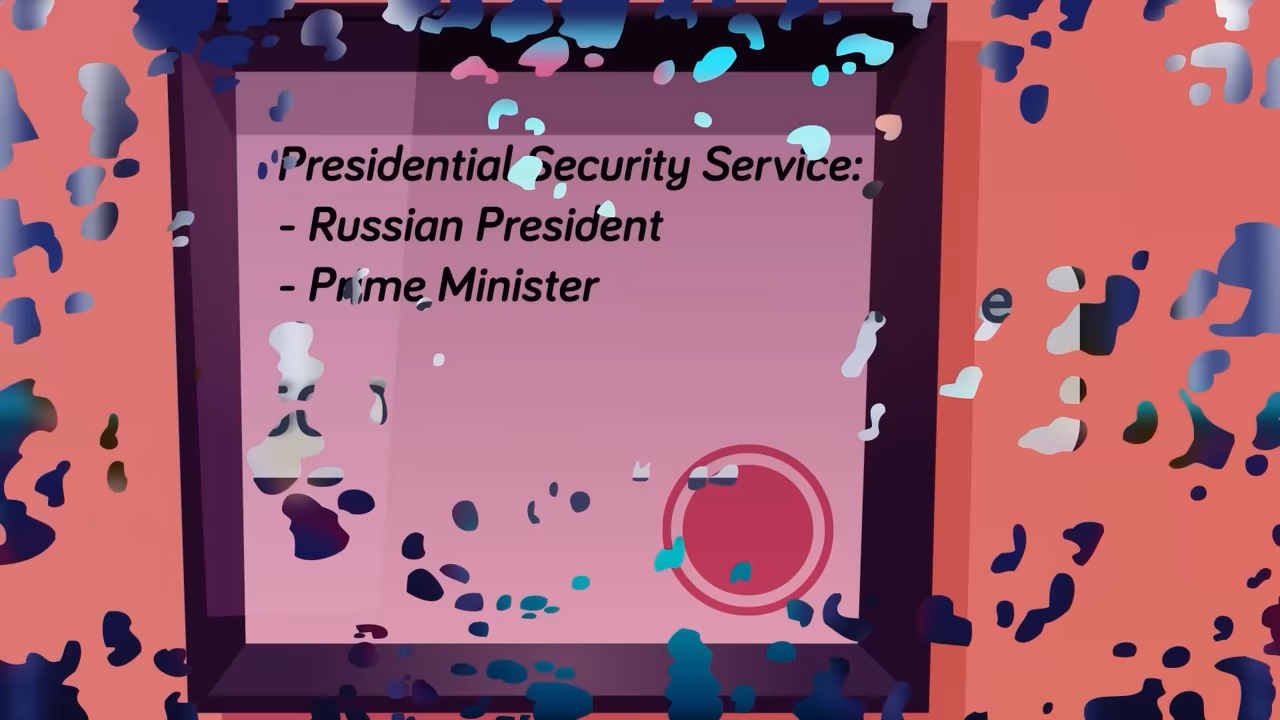 Presidential Security Service:
- Russian President
- Prime Minister
e